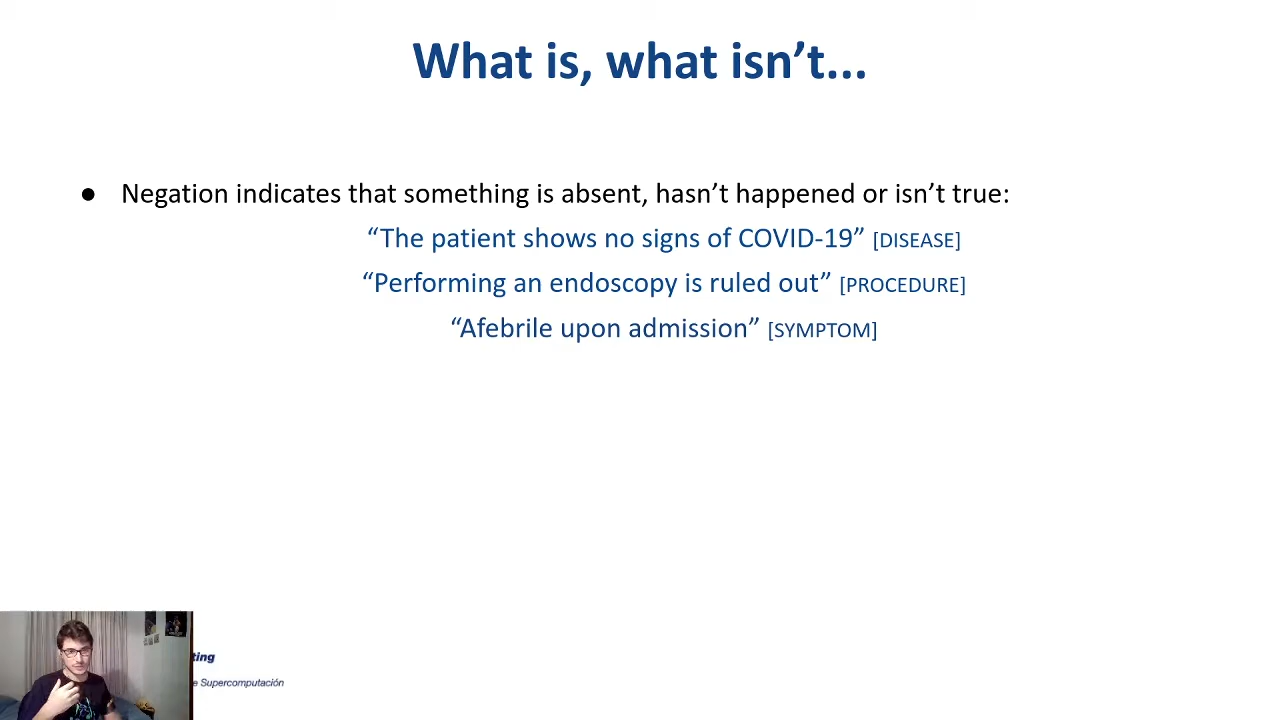 What is, what isn’t...
● Negation indicates that something is absent, hasn’t happened or isn’t true:
“The patient shows no signs of COVID-19” [DISEASE]
“Performing an endoscopy is ruled out” [PROCEDURE]
“Afebrile upon admission” [SYMPTOM]
ting
e Supercomputación